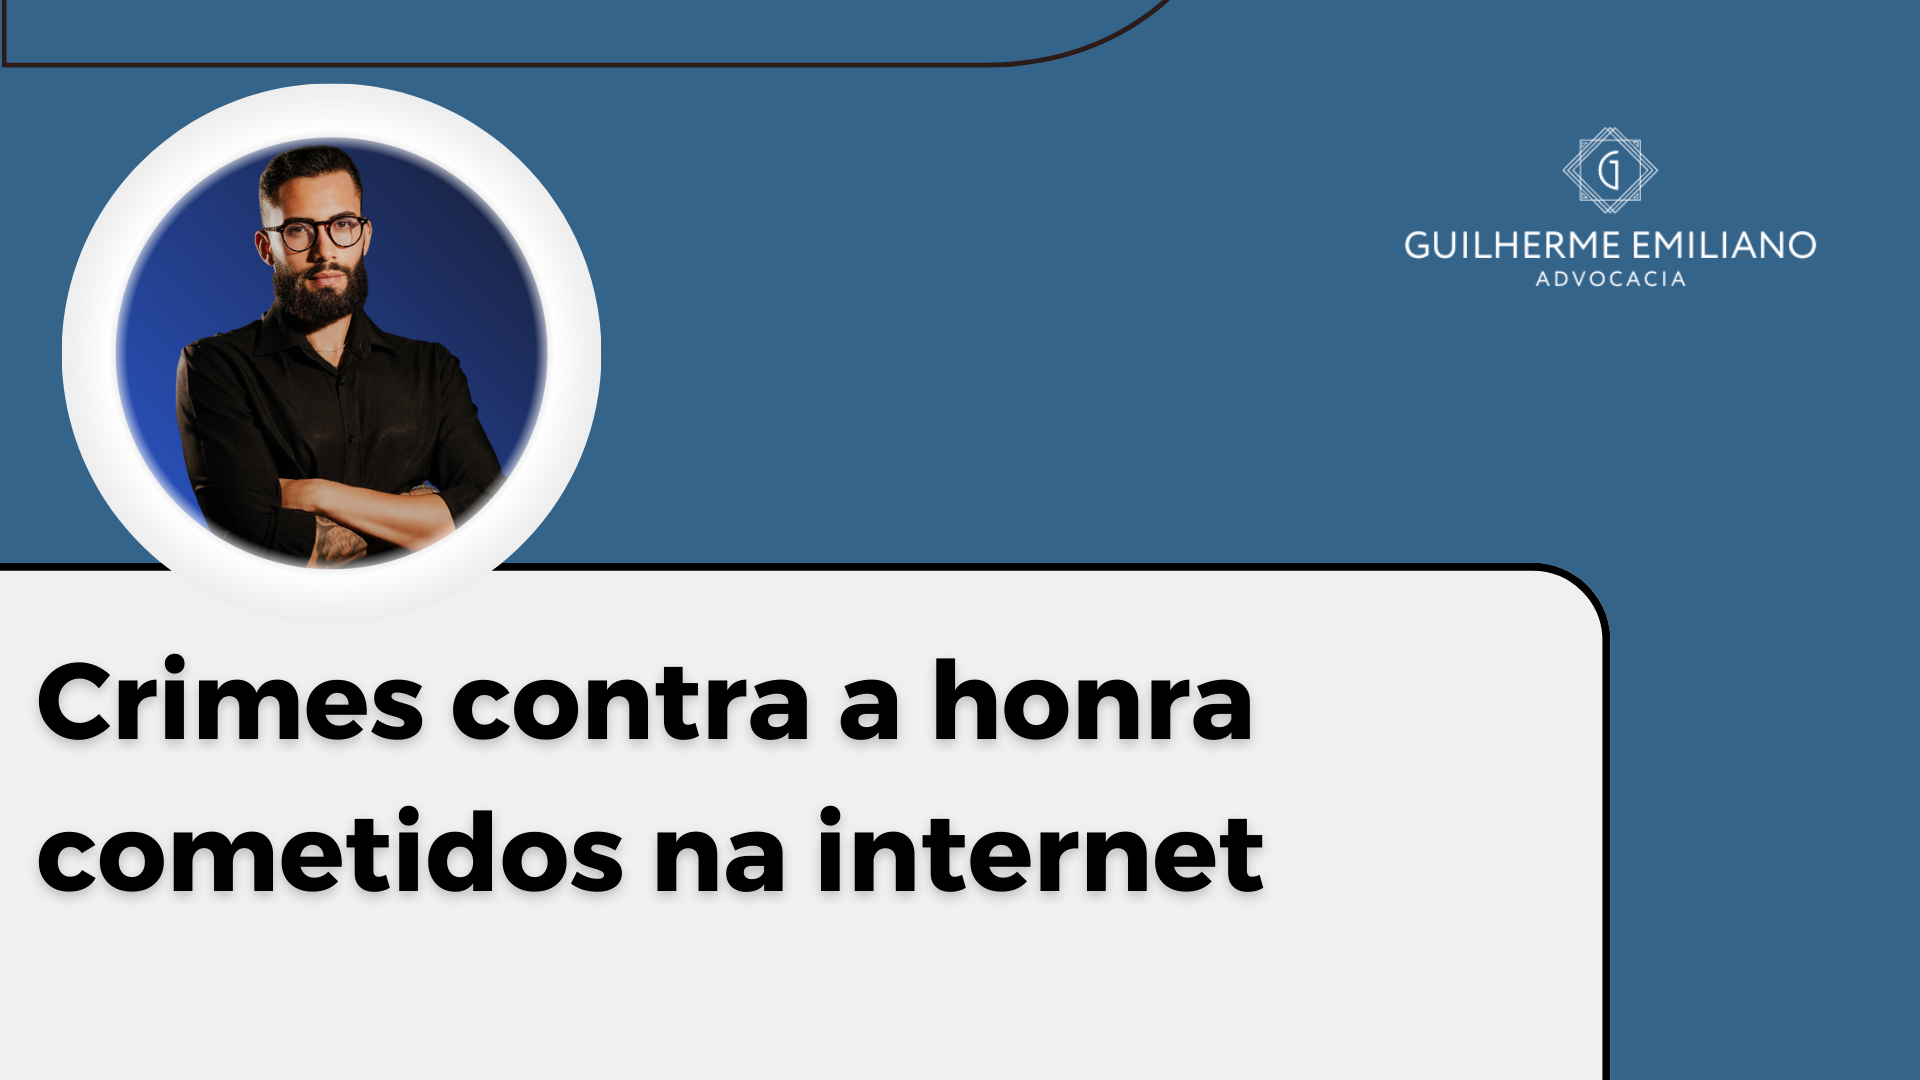 G
GUILHERME EMILIANO
ADVOCACIA
Crimes contra a honra
cometidos na internet